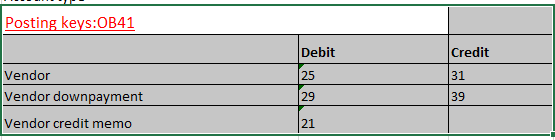 Posting keys:OB41
Debit Credit
Vendor 25 31
Vendor downpayment 29 39
Vendor credit memo 21